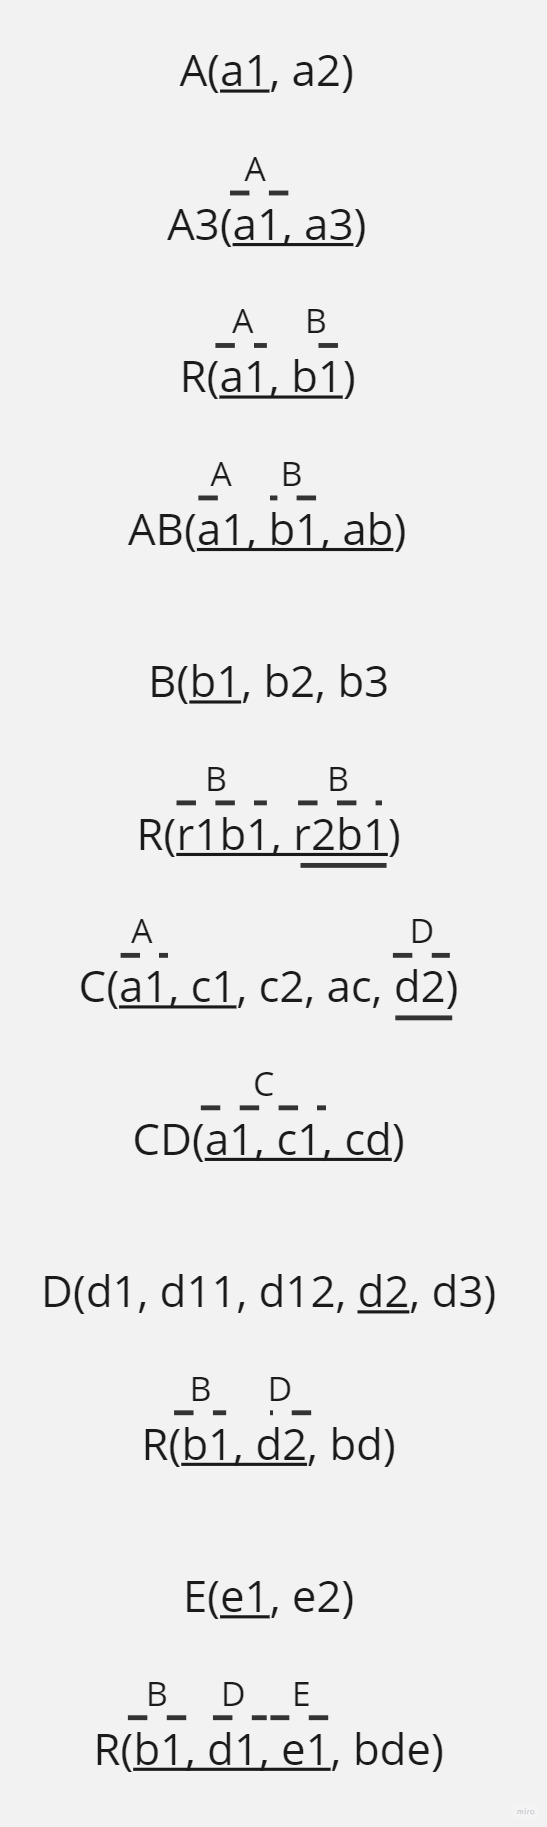 A(a1, a2)
A
A3(a1, a3)
A B
R(a1, b1)
A B
AB(a1, b1, ab)
B(b1, b2, b3
B B
R(r1b1, r2b1)
A D
C(a1, c1, c2, ac, d2)
C
CD(a1, c1, cd)
D(d1, d11, d12, d2, d3)
B D
R(b1, d2, bd)
E(e1, e2)
B D E
R(b1, d1, e1, bde)
miro